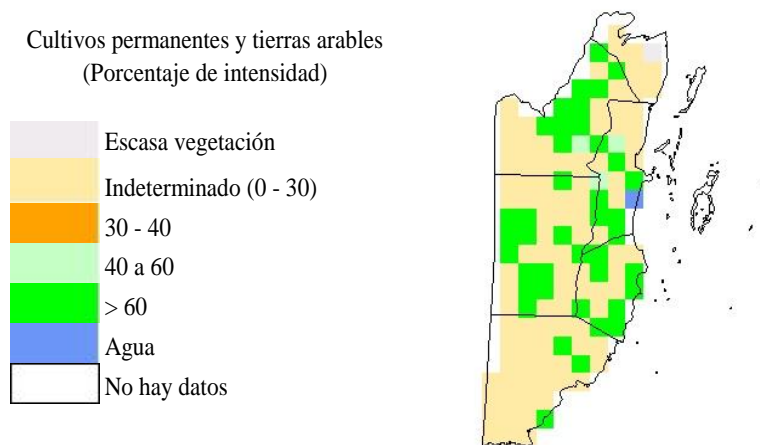 Cultivos permanentes y tierras arables
(Porcentaje de intensidad)
Escasa vegetación
Indeterminado (0 - 30)
30 - 40
40 a 60
> 60
Agua
No hay datos